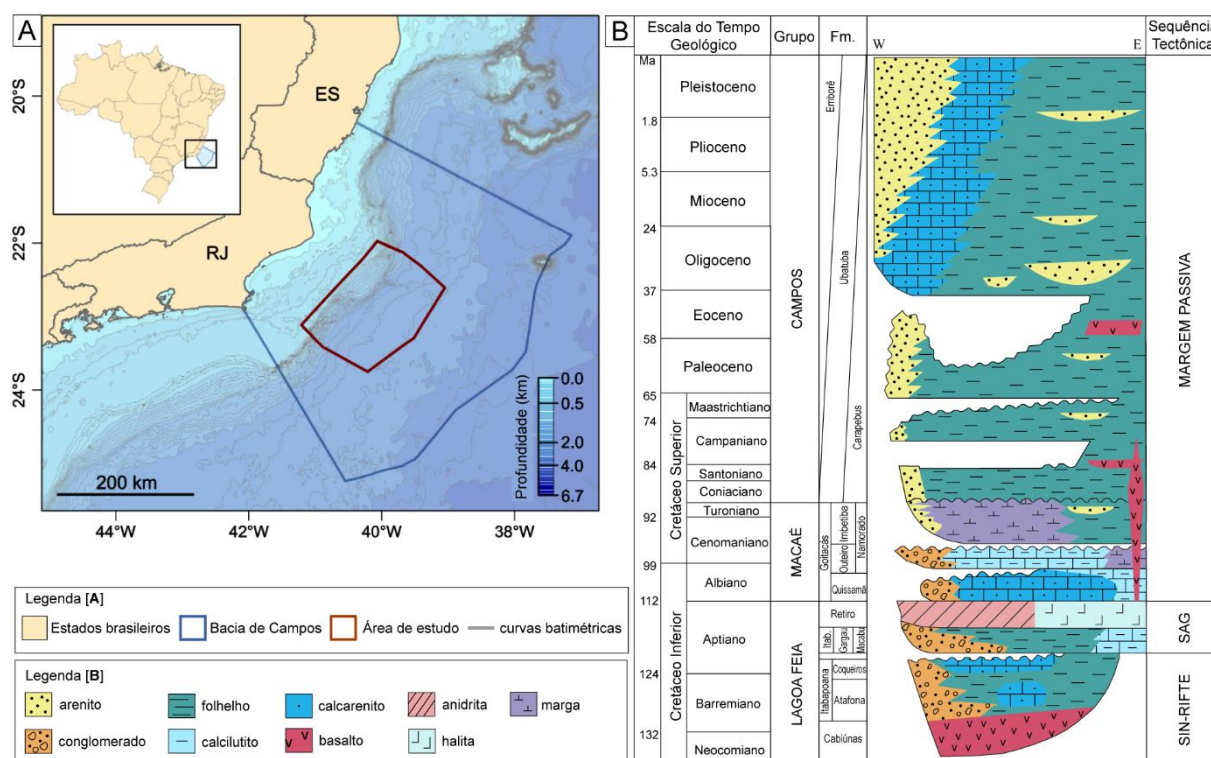 A
20°S
22°S
24°S
44°W
42°W
40°W
38°W
ES
RJ
200 km
Profundidade (km)
0.0
0.5
2.0
4.0
6.7
Legenda [A]
Estados brasileiros
Bacia de Campos
Área de estudo
curvas batimétricas
Legenda [B]
arenito
folhelho
calcarenito
anidrita
marga
conglomerado
calcilutito
basalto
halita
B
Escala do Tempo
Geológico
Grupo
Fm.
W
E
Sequência
Tectônica
Ma
Pleistoceno
1.8
Plioceno
5.3
Mioceno
24
Oligoceno
37
Eoceno
58
Paleoceno
65
Cretáceo Superior
Maastrichtiano
74
Campaniano
84
Santoniano
Coniaciano
Turoniano
92
Cenomaniano
99
Cretáceo Inferior
Albiano
112
Aptiano
124
Barremiano
132
Neocomiano
CAMPOS
MACAÉ
LAGOA FEIA
Emborê
Ubatuba
Carapebus
Goitacás
Outeiro
Imbetiba
Namorado
Quissamã
Retiro
Itab.
Gargau
Macabu
Itabapoana
Coqueiros
Atafona
Cabiúnas
MARGEM PASSIVA
SAG
SIN-RIFTE